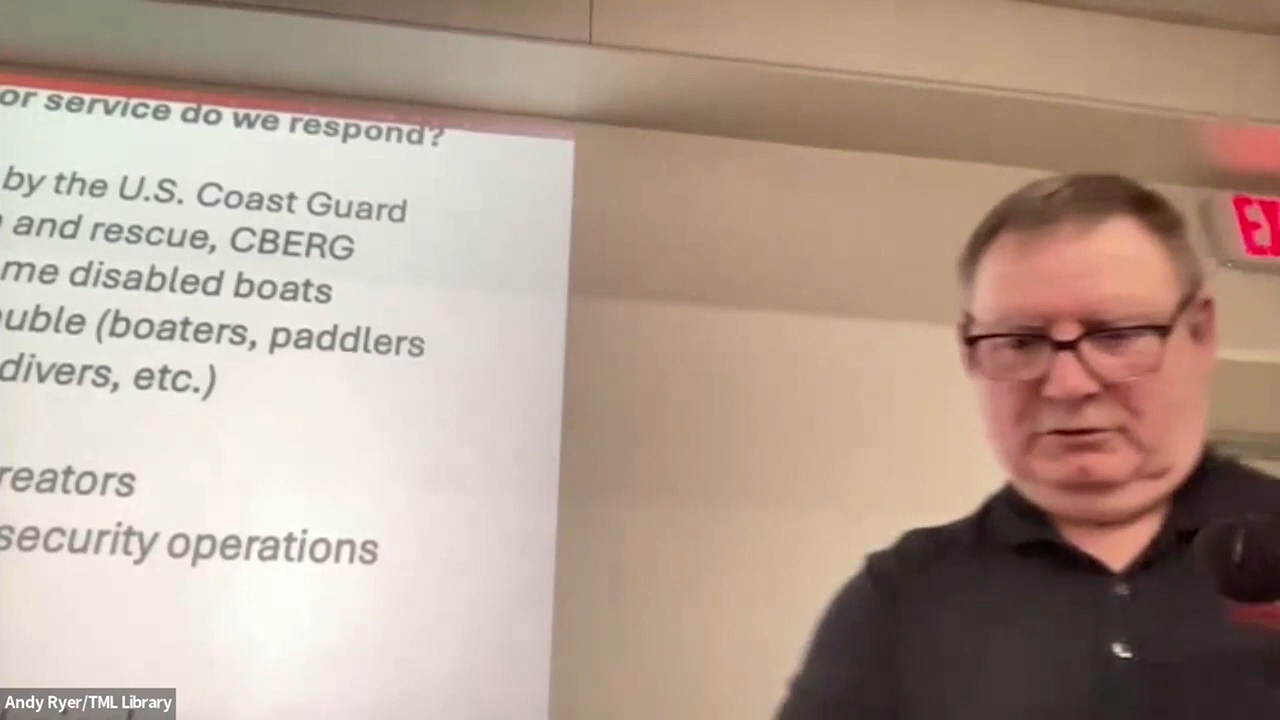 or service do we respond?
by the U.S. Coast Guard
and rescue, CBERG
me disabled boats
uble (boaters, paddlers
divers, etc.)
reators
security operations
Andy Ryer/TML Library